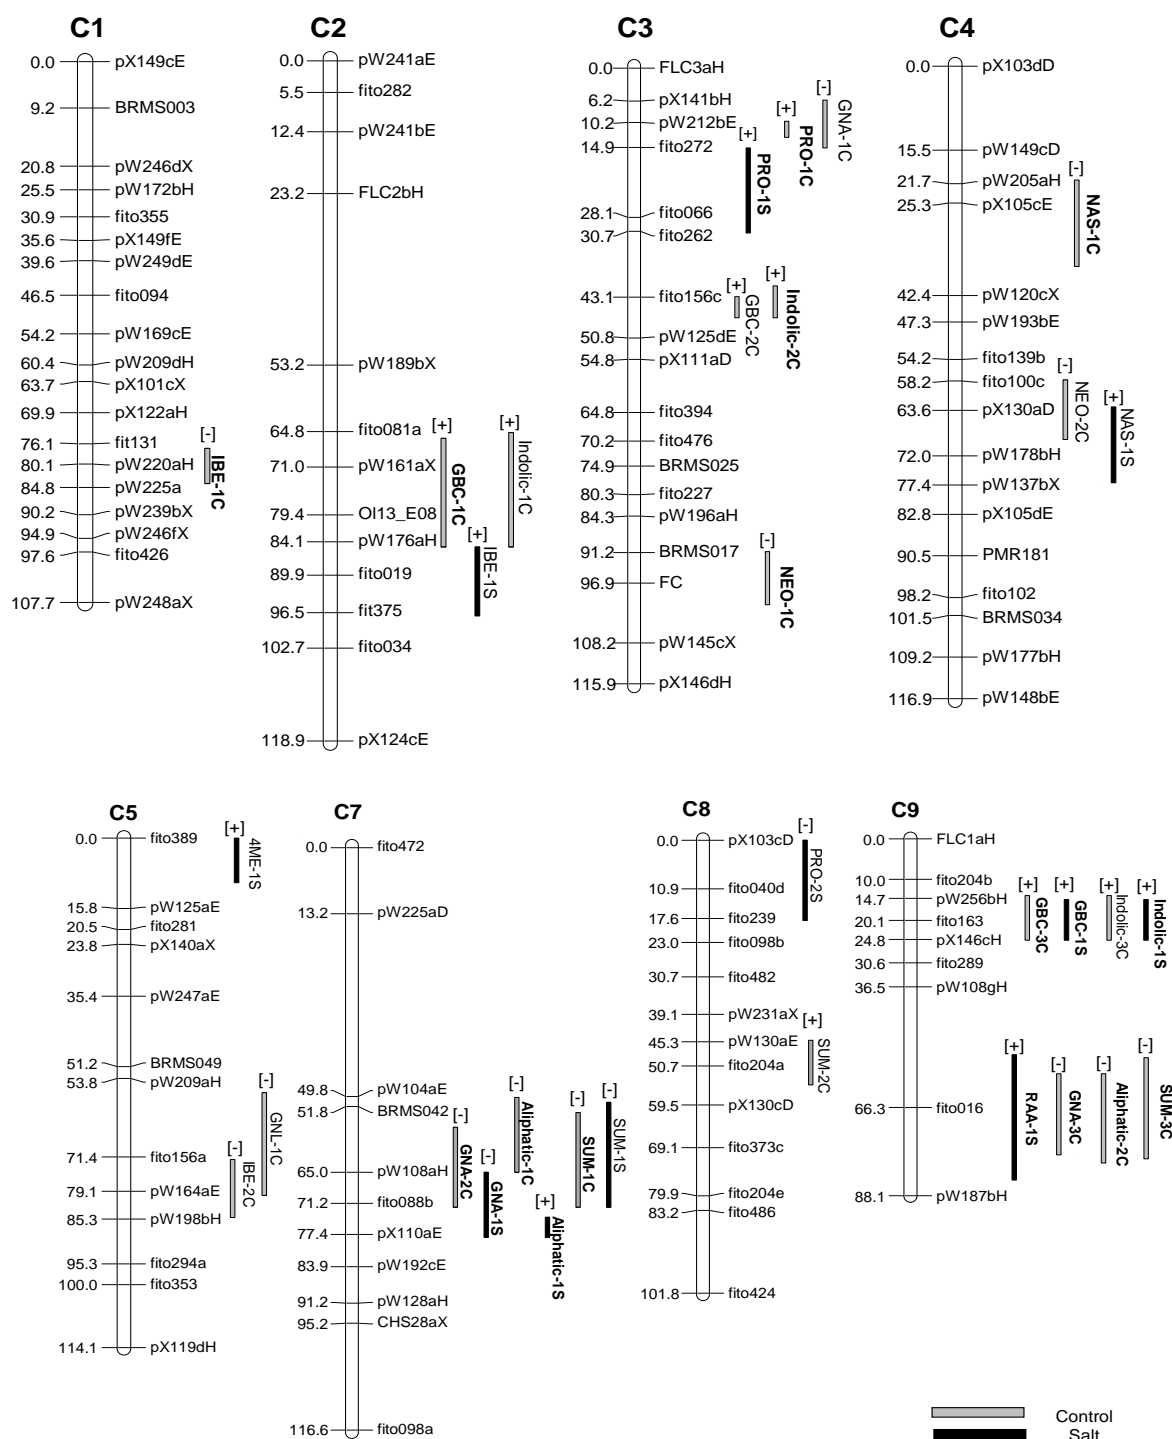 C1
0.0 pX149cE
9.2 BRMS003
20.8 pW246dX
25.5 pW172bH
30.9 fito355
35.6 pX149fE
39.6 pW249dE
46.5 fito094
54.2 pW169cE
60.4 pW209dH
63.7 pX101cX
69.9 pX122aH
76.1 fit131
80.1 pW220aH
84.8 pW225a
90.2 pW239bX
94.9 pW246fX
97.6 fito426
107.7 pW248aX
[-]
IBE-1C
C2
0.0 pW241aE
5.5 fito282
12.4 pW241bE
23.2 FLC2bH
53.2 pW189bX
64.8 fito081a
71.0 pW161aX
79.4 Ol13_E08
84.1 pW176aH
89.9 fito019
96.5 fit375
102.7 fito034
118.9 pX124cE
[+]
GBC-1C
[+]
IBE-1S
[+]
Indolic-1C
C3
0.0 FLC3aH
6.2 pX141bH
10.2 pW212bE
14.9 fito272
28.1 fito066
30.7 fito262
43.1 fito156c
50.8 pW125dE
54.8 pX111aD
64.8 fito394
70.2 fito476
74.9 BRMS025
80.3 fito227
84.3 pW196aH
91.2 BRMS017
96.9 FC
108.2 pW145cX
115.9 pX146dH
[+]
PRO-1S
[+]
PRO-1C
[-]
GNA-1C
[+]
GBC-2C
[+]
Indolic-2C
[-]
NEO-1C
C4
0.0 pX103dD
15.5 pW149cD
21.7 pW205aH
25.3 pX105cE
42.4 pW120cX
47.3 pW193bE
54.2 fito139b
58.2 fito100c
63.6 pX130aD
72.0 pW178bH
77.4 pW137bX
82.8 pX105dE
90.5 PMR181
98.2 fito102
101.5 BRMS034
109.2 pW177bH
116.9 pW148bE
[-]
NAS-1C
[-]
NEO-2C
[+]
NAS-1S
C5
0.0 fito389
15.8 pW125aE
20.5 fito281
23.8 pX140aX
35.4 pW247aE
51.2 BRMS049
53.8 pW209aH
71.4 fito156a
79.1 pW164aE
85.3 pW198bH
95.3 fito294a
100.0 fito353
114.1 pX119dH
[+]
4ME-1S
[-]
GNL-1C
[-]
IBE-2C
C7
0.0 fito472
13.2 pW225aD
49.8 pW104aE
51.8 BRMS042
65.0 pW108aH
71.2 fito088b
77.4 pX110aE
83.9 pW192cE
91.2 pW128aH
95.2 CHS28aX
116.6 fito098a
[-]
GNA-2C
[-]
GNA-1S
[-]
Aliphatic-1C
[+]
Aliphatic-1S
[-]
SUM-1C
[-]
SUM-1S
C8
0.0 pX103cD
10.9 fito040d
17.6 fito239
23.0 fito098b
30.7 fito482
39.1 pW231aX
45.3 pW130aE
50.7 fito204a
59.5 pX130cD
69.1 fito373c
79.9 fito204e
83.2 fito486
101.8 fito424
[-]
PRO-2S
[+]
SUM-2C
C9
0.0 FLC1aH
10.0 fito204b
14.7 pW256bH
20.1 fito163
24.8 pX146cH
30.6 fito289
36.5 pW108gH
66.3 fito016
88.1 pW187bH
[+]
GBC-3C
[+]
GBC-1S
[+]
Indolic-3C
[+]
Indolic-1S
[+]
RAA-1S
[-]
GNA-3C
[-]
Aliphatic-2C
[-]
SUM-3C
Control
Salt